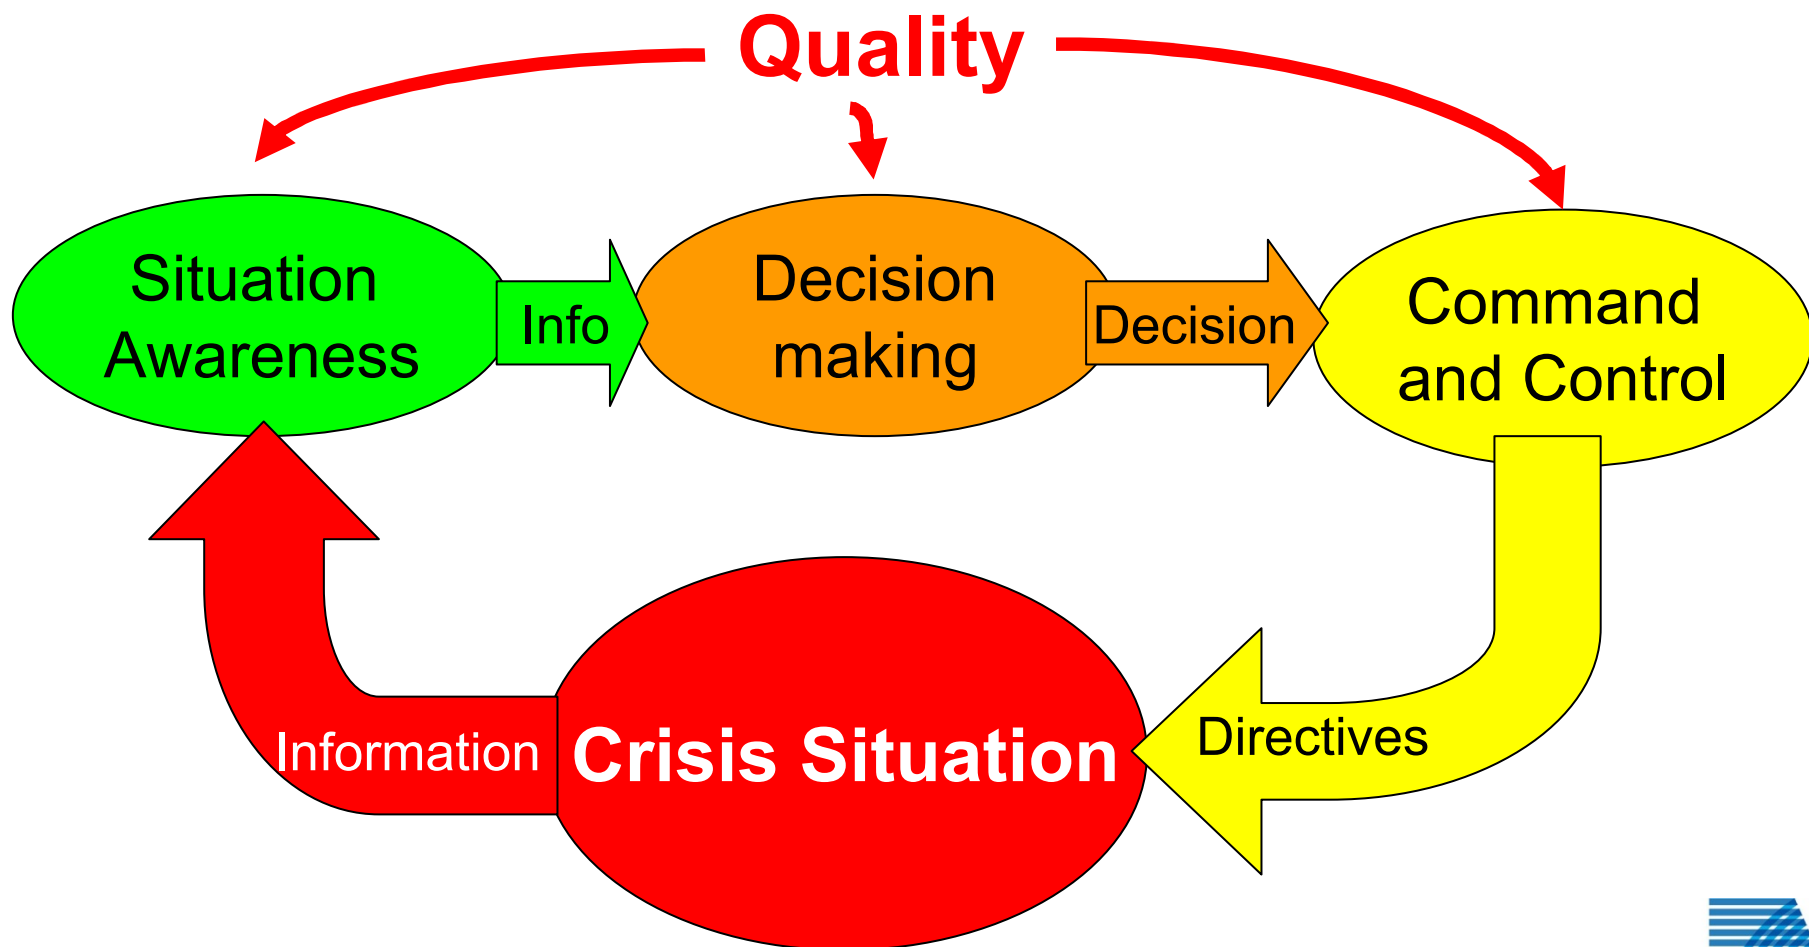 Quality
Situation
Awareness
Info
Decision
making
Decision
Command
and Control
Information
Crisis Situation
Directives